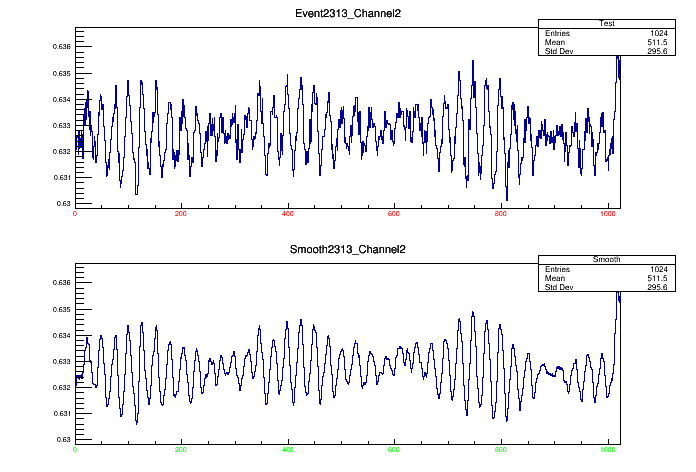 Event2313_Channel2
Test
Entries 1024
Mean 511.5
Std Dev 295.6
0.636
0.635
0.634
0.633
0.632
0.631
0.63
0 200 400 600 800 1000
Smooth2313_Channel2
Smooth
Entries 1024
Mean 511.5
Std Dev 295.6
0.636
0.635
0.634
0.633
0.632
0.631
0.63
0 200 400 600 800 1000